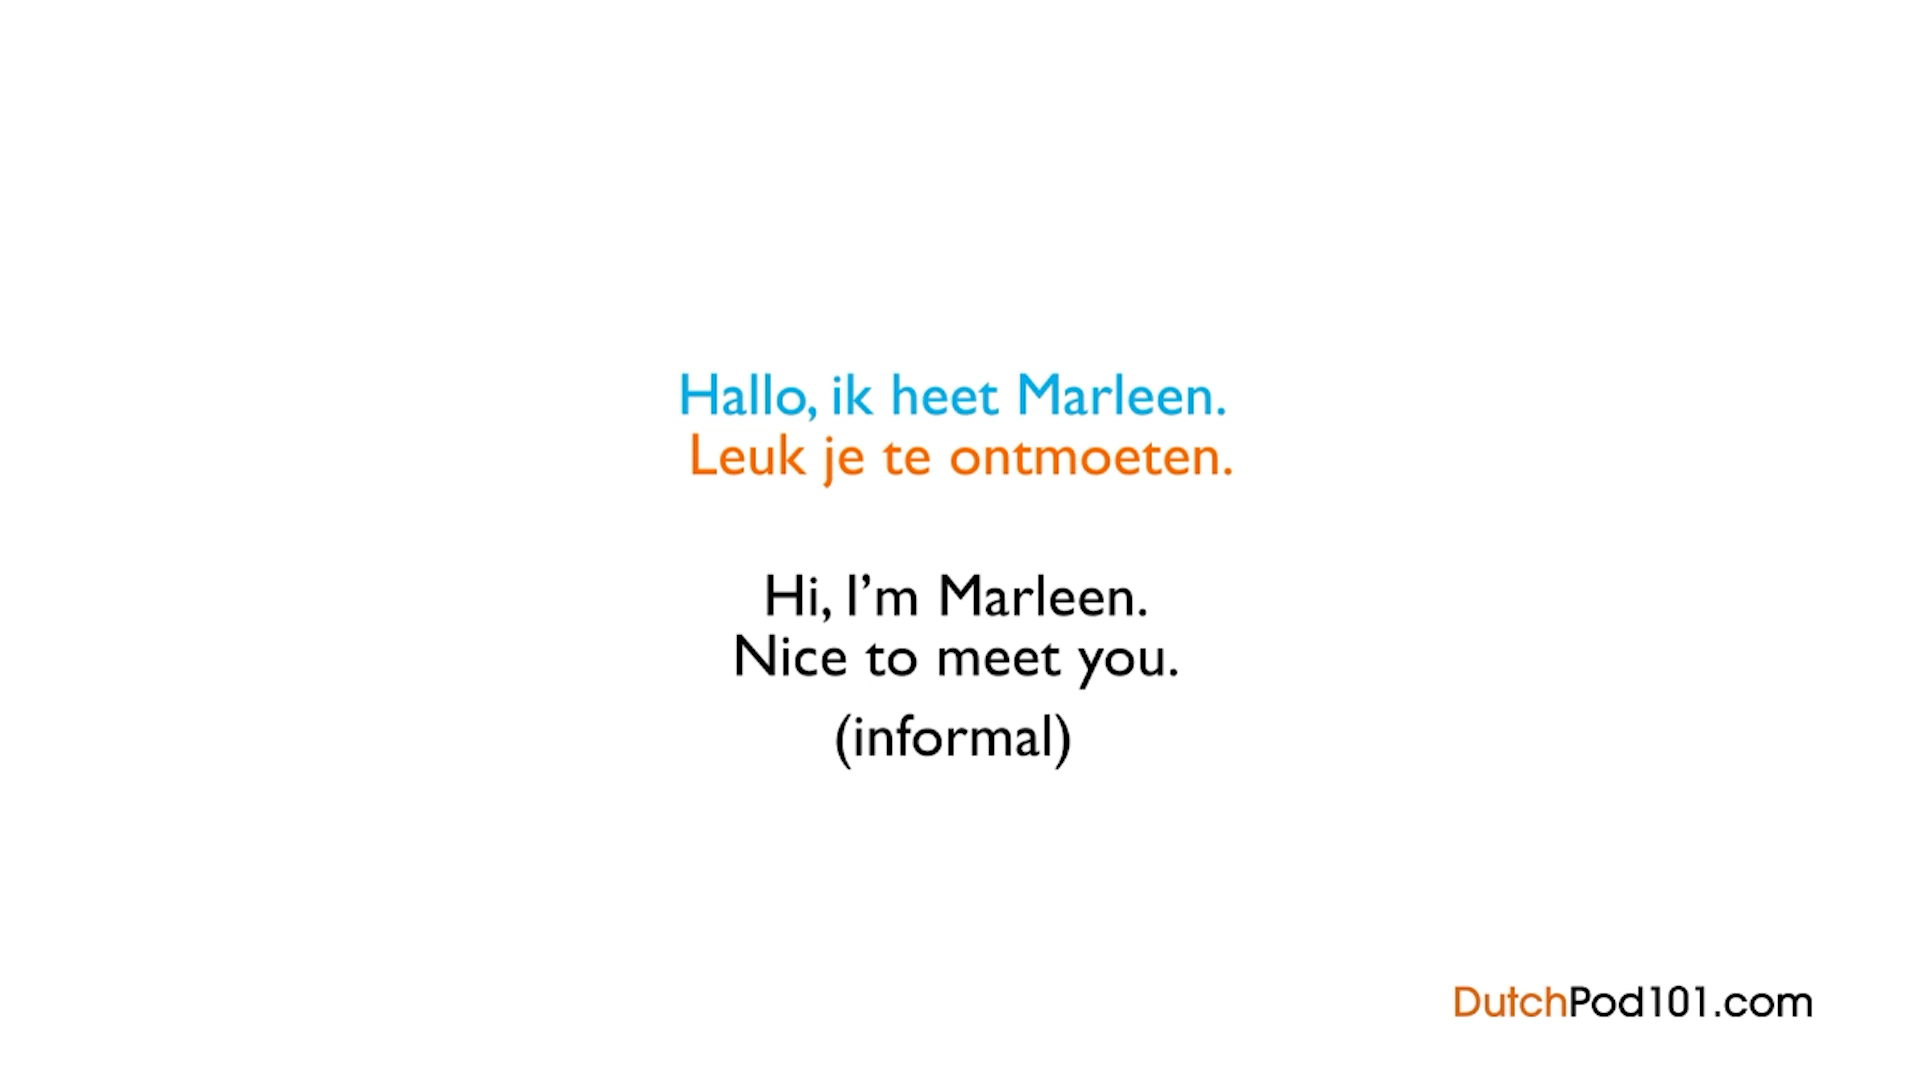 Hallo, ik heet Marleen.
Leuk je te ontmoeten.
Hi, I’m Marleen.
Nice to meet you.
(informal)
DutchPod101.com